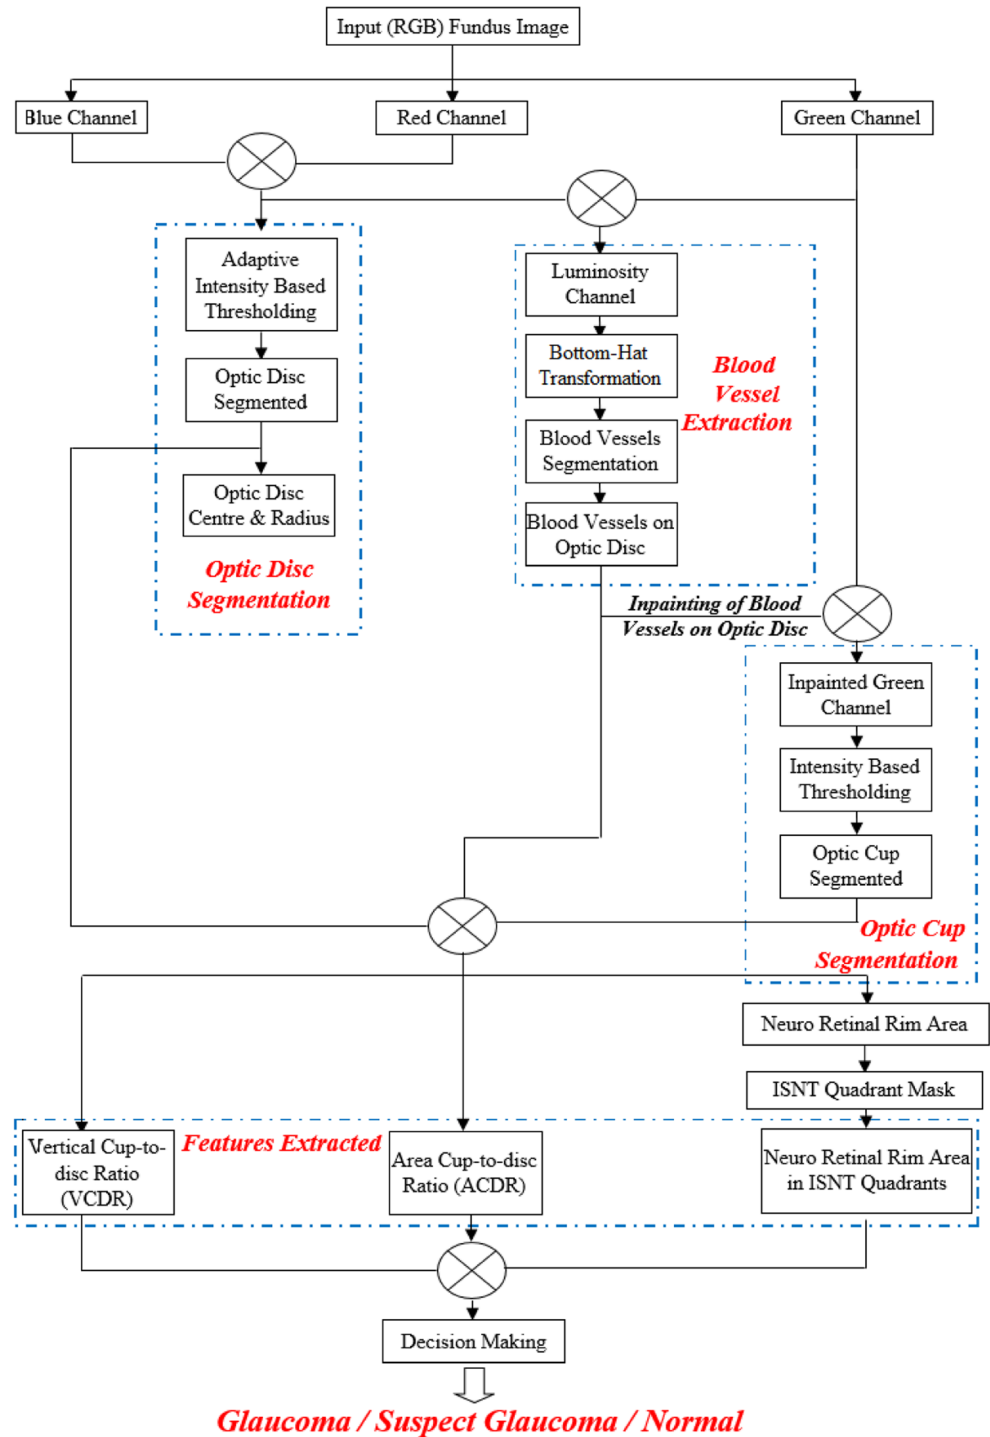 Input (RGB) Fundus Image
Blue Channel
Red Channel
Green Channel
Adaptive
Intensity Based
Thresholding
Optic Disc
Segmented
Optic Disc
Centre & Radius
Optic Disc
Segmentation
Luminosity
Channel
Bottom-Hat
Transformation
Blood Vessels
Segmentation
Blood Vessels on
Optic Disc
Blood
Vessel
Extraction
Inpainting of Blood
Vessels on Optic Disc
Inpainted Green
Channel
Intensity Based
Thresholding
Optic Cup
Segmented
Optic Cup
Segmentation
Neuro Retinal Rim Area
ISNT Quadrant Mask
Features Extracted
Vertical Cup-to-
disc Ratio
(VCDR)
Area Cup-to-disc
Ratio (ACDR)
Neuro Retinal Rim Area
in ISNT Quadrants
Decision Making
Glaucoma / Suspect Glaucoma / Normal